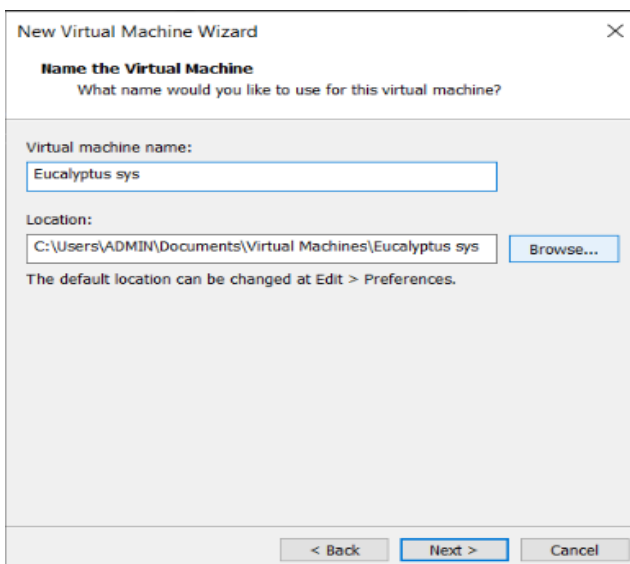 New Virtual Machine Wizard
Name the Virtual Machine
What name would you like to use for this virtual machine?
Virtual machine name:
Eucalyptus sys
Location:
C:\Users\ADMIN\Documents\Virtual Machines\Eucalyptus sys
Browse...
The default location can be changed at Edit > Preferences.
< Back
Next >
Cancel